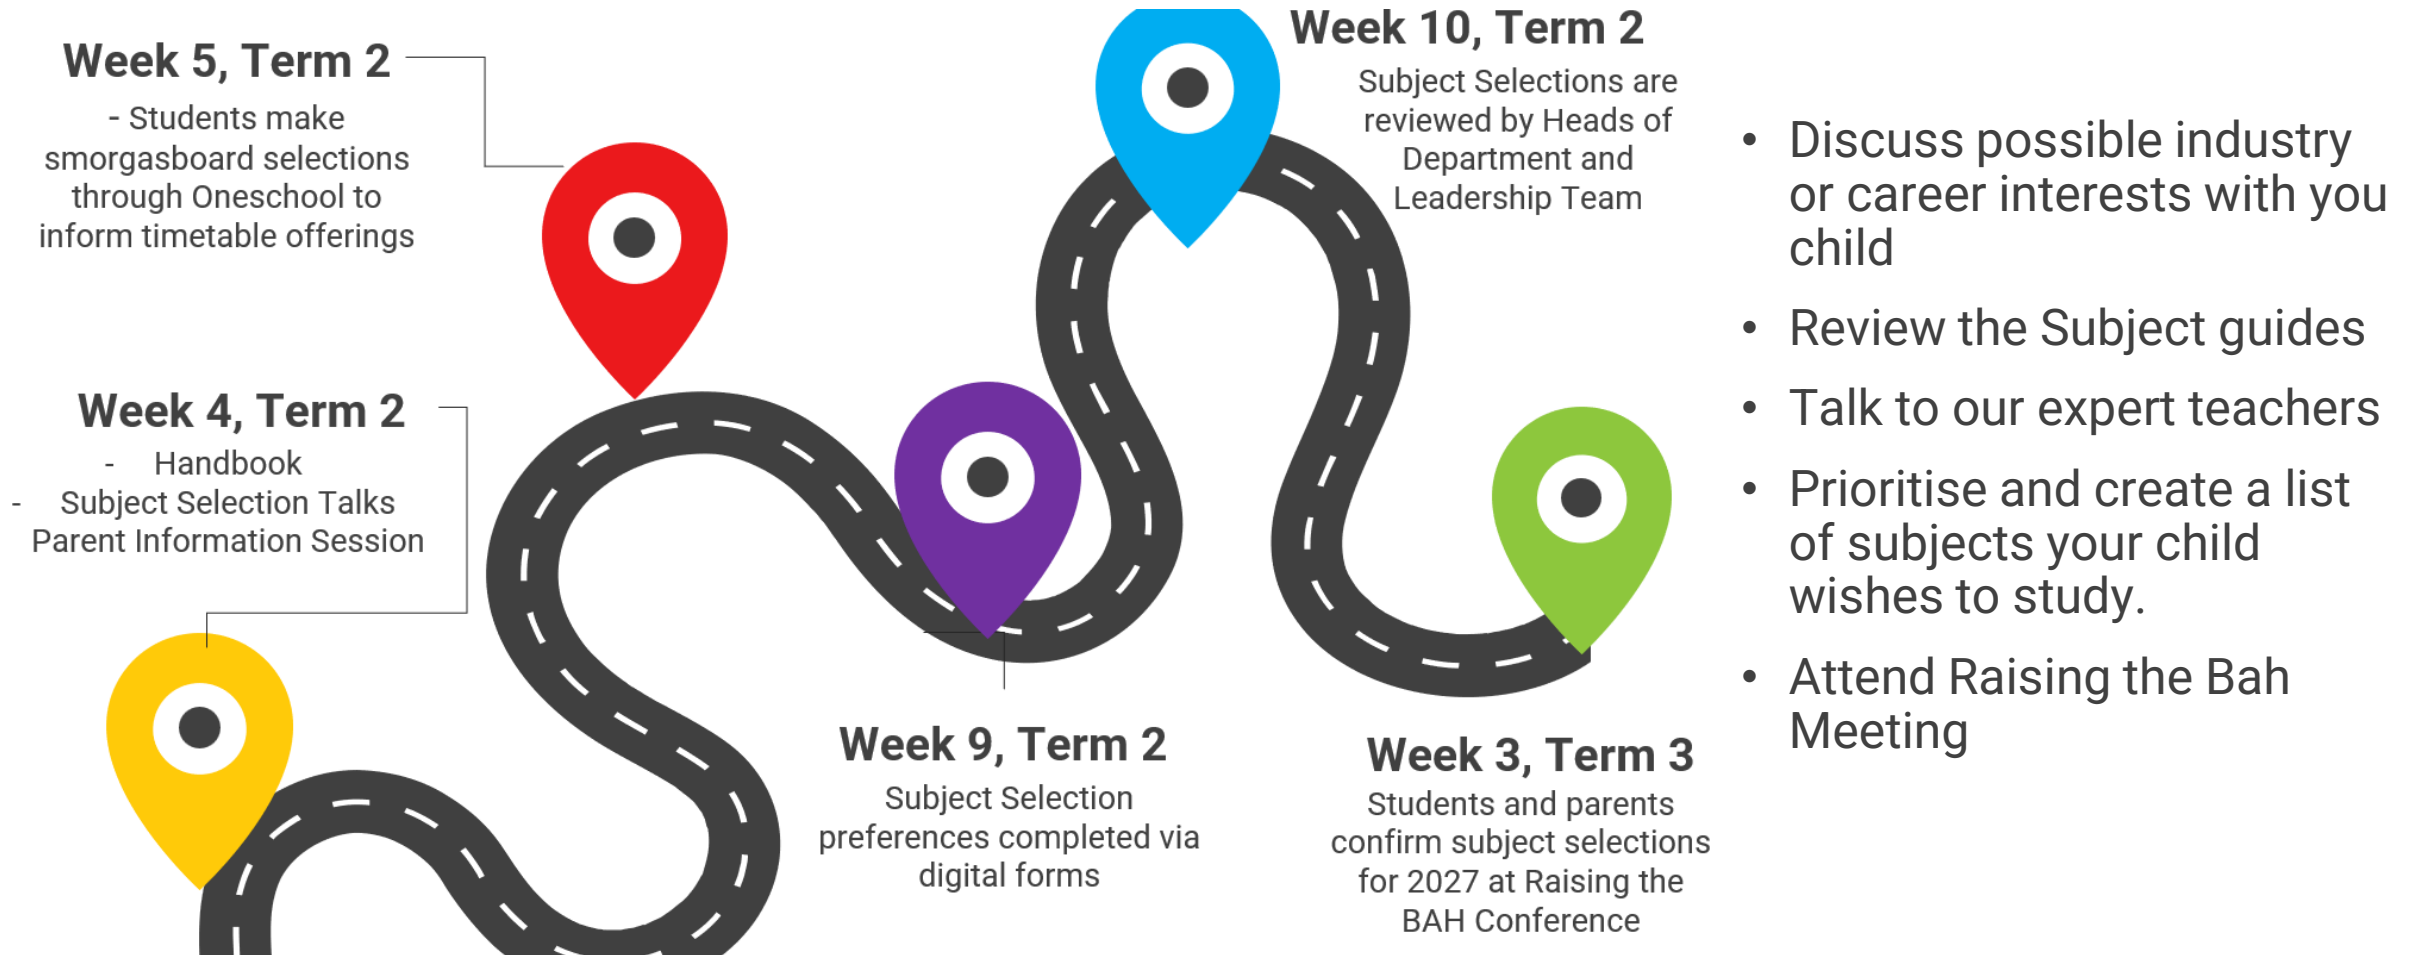 Week 5, Term 2
- Students make
smorgasboard selections
through Oneschool to
inform timetable offerings
Week 4, Term 2
- Handbook
- Subject Selection Talks
Parent Information Session
Week 9, Term 2
Subject Selection
preferences completed via
digital forms
Week 10, Term 2
Subject Selections are
reviewed by Heads of
Department and
Leadership Team
Week 3, Term 3
Students and parents
confirm subject selections
for 2027 at Raising the
BAH Conference
• Discuss possible industry
or career interests with you
child
• Review the Subject guides
• Talk to our expert teachers
• Prioritise and create a list
of subjects your child
wishes to study.
• Attend Raising the Bah
Meeting